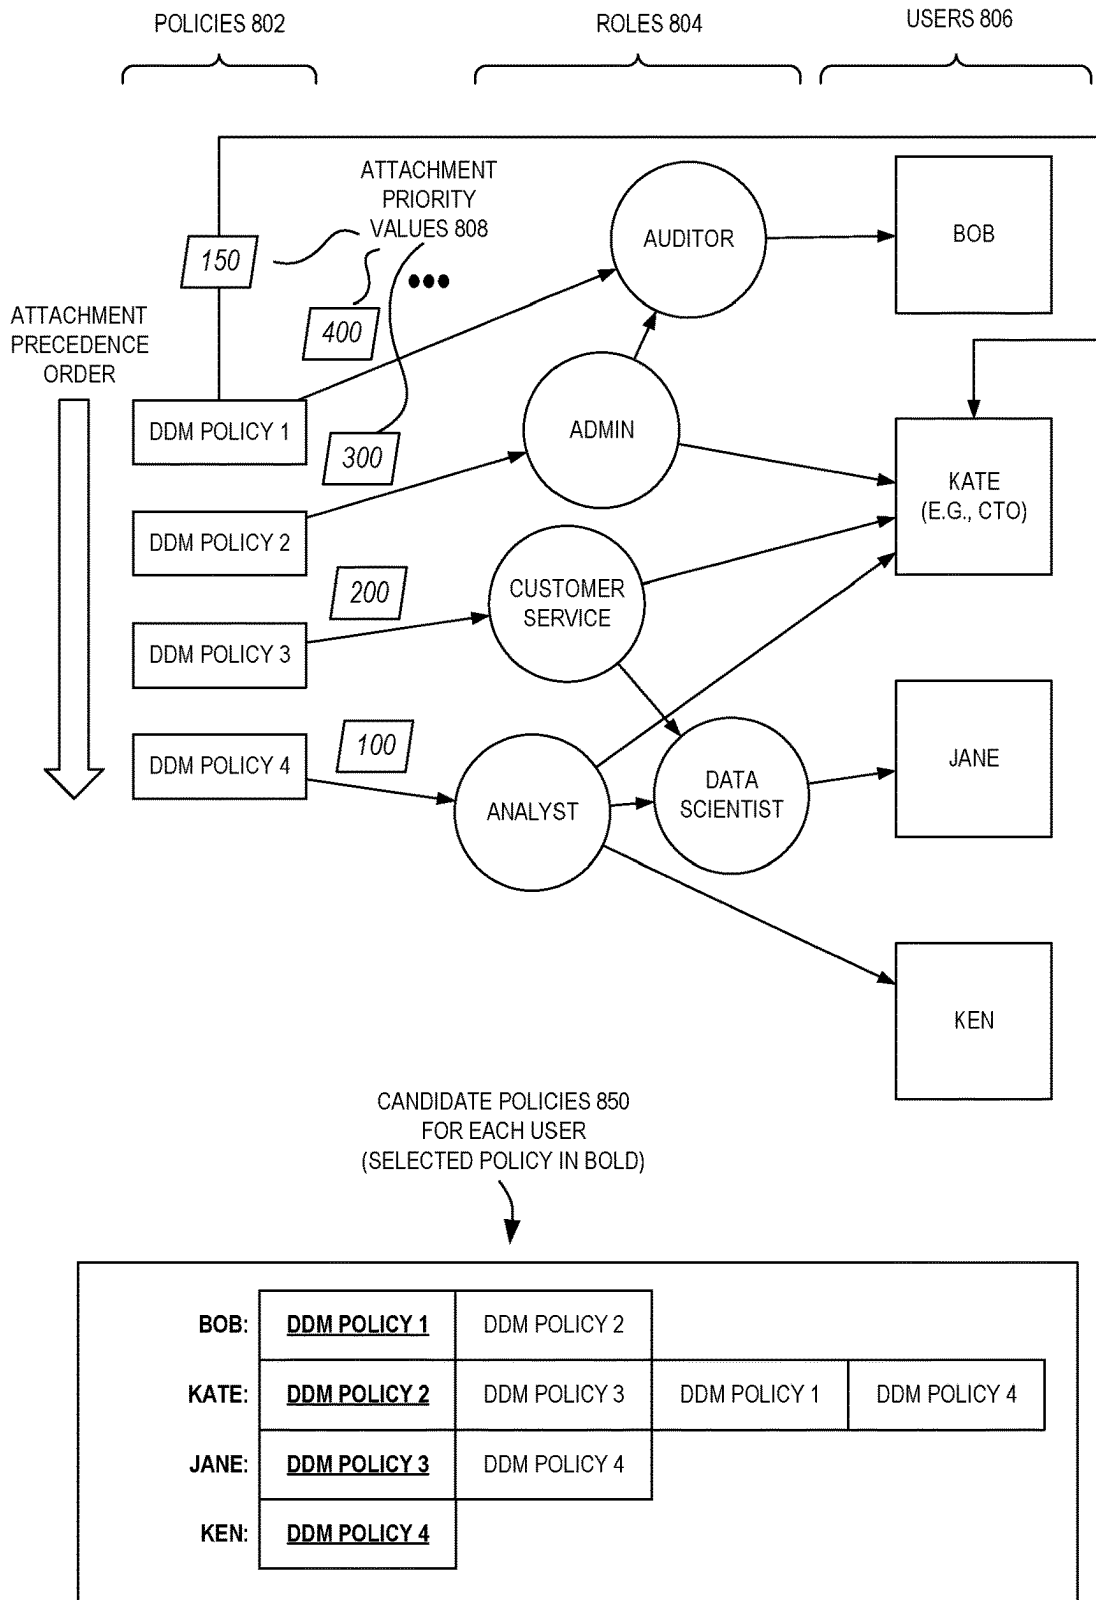 POLICIES 802
ROLES 804
USERS 806
ATTACHMENT
PRIORITY
VALUES 808
150
400
300
200
100
ATTACHMENT
PRECEDENCE
ORDER
DDM POLICY 1
DDM POLICY 2
DDM POLICY 3
DDM POLICY 4
AUDITOR
ADMIN
CUSTOMER
SERVICE
ANALYST
DATA
SCIENTIST
BOB
KATE
(E.G., CTO)
JANE
KEN
CANDIDATE POLICIES 850
FOR EACH USER
(SELECTED POLICY IN BOLD)
BOB: DDM POLICY 1 DDM POLICY 2
KATE: DDM POLICY 2 DDM POLICY 3 DDM POLICY 1 DDM POLICY 4
JANE: DDM POLICY 3 DDM POLICY 4
KEN: DDM POLICY 4